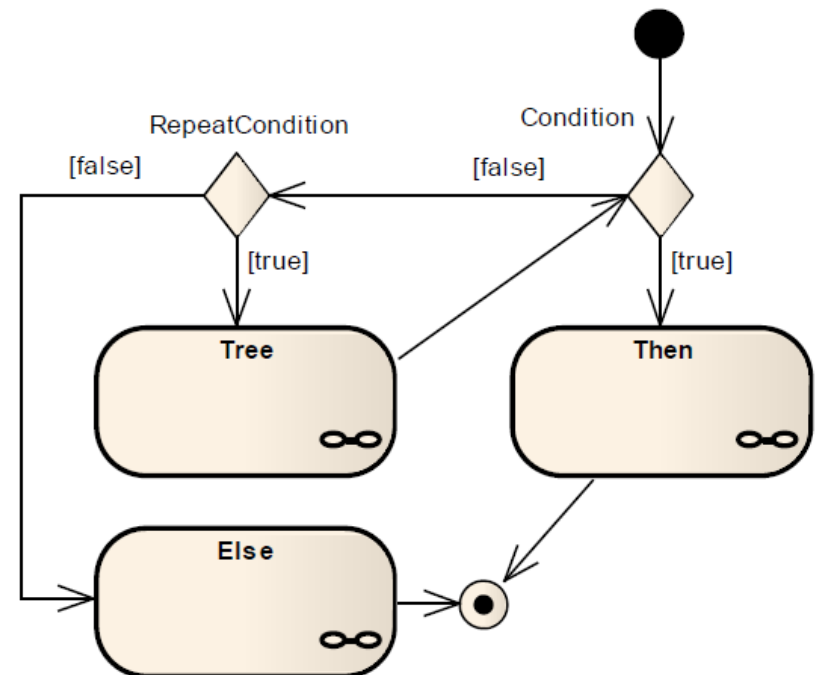 Condition
RepeatCondition
[false]
[false]
[true]
[true]
Tree
Then
Else